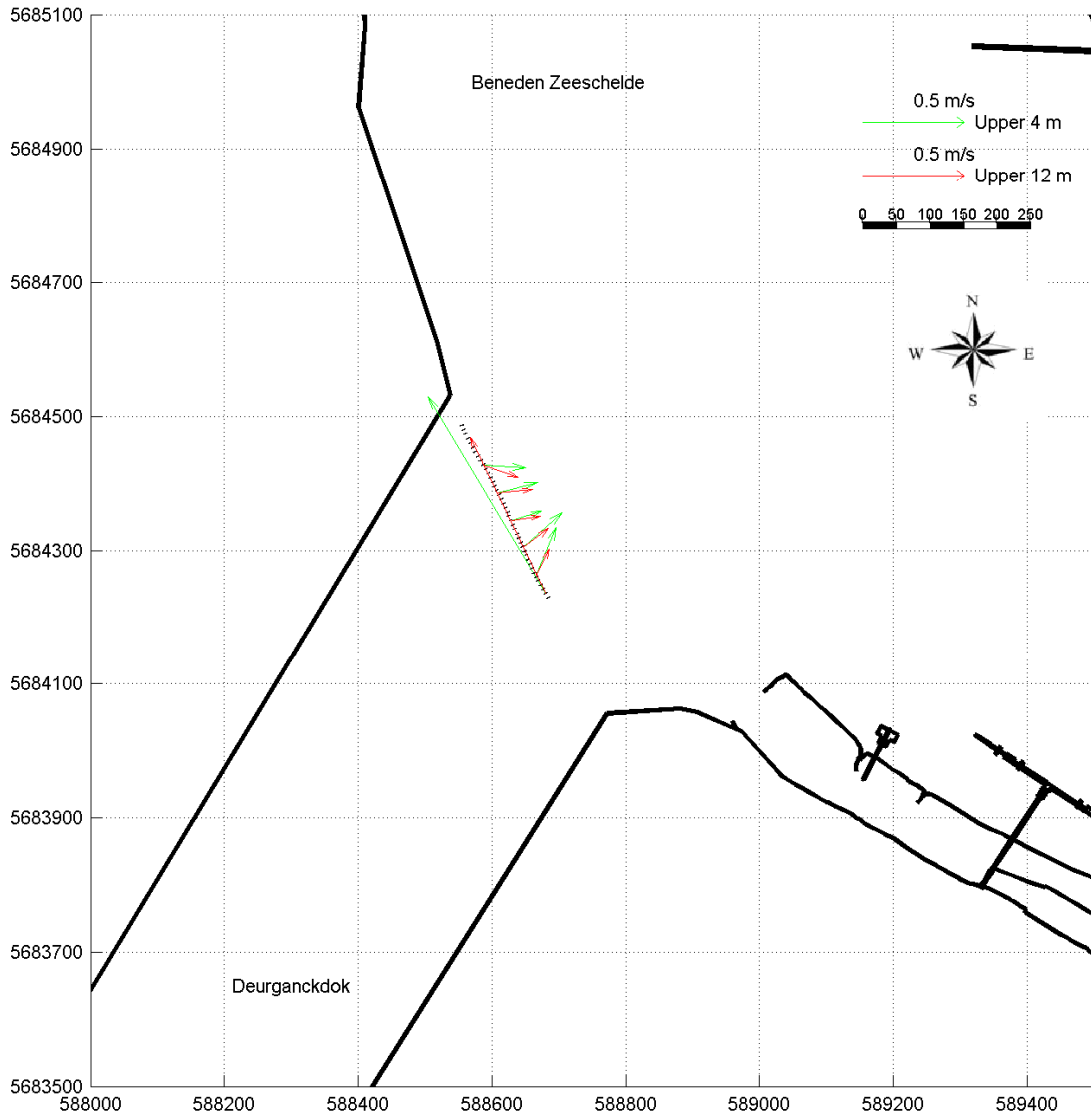 5685100
Beneden Zeeschelde
0.5 m/s
Upper 4 m
5684900
0.5 m/s
Upper 12 m
0 50 100 150 200 250
5684700
N
W E
S
5684500
5684300
5684100
5683900
5683700
Deurganckdok
5683500
588000 588200 588400 588600 588800 589000 589200 589400